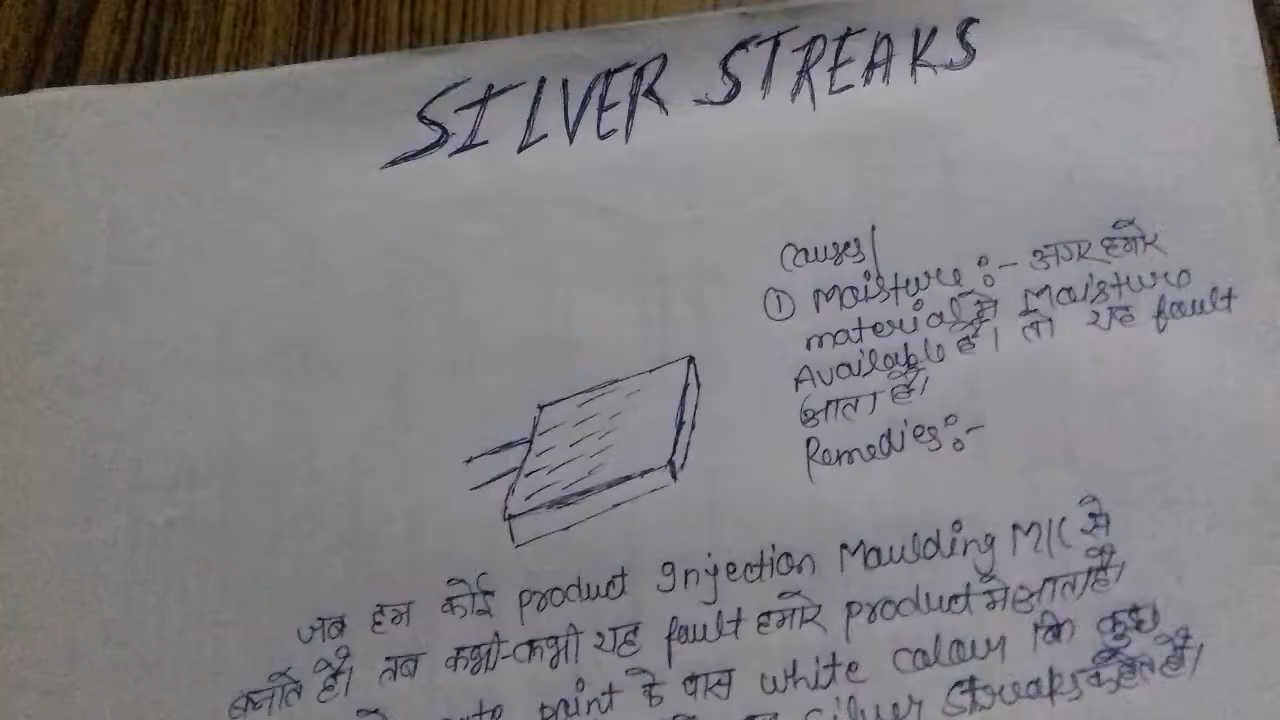 SILVER STREAKS
Causes/
① Moisture :- अगर हमारे
material में Moisture
Available है। तो यह fault
आता है।
Remedies :-
जब हम कोई product Injection Maulding M/C से
बनाते है। तब कभी-कभी यह fault हमारे product में आता है।
point के पास white colour कि कुछ
silver streaks कहते है।